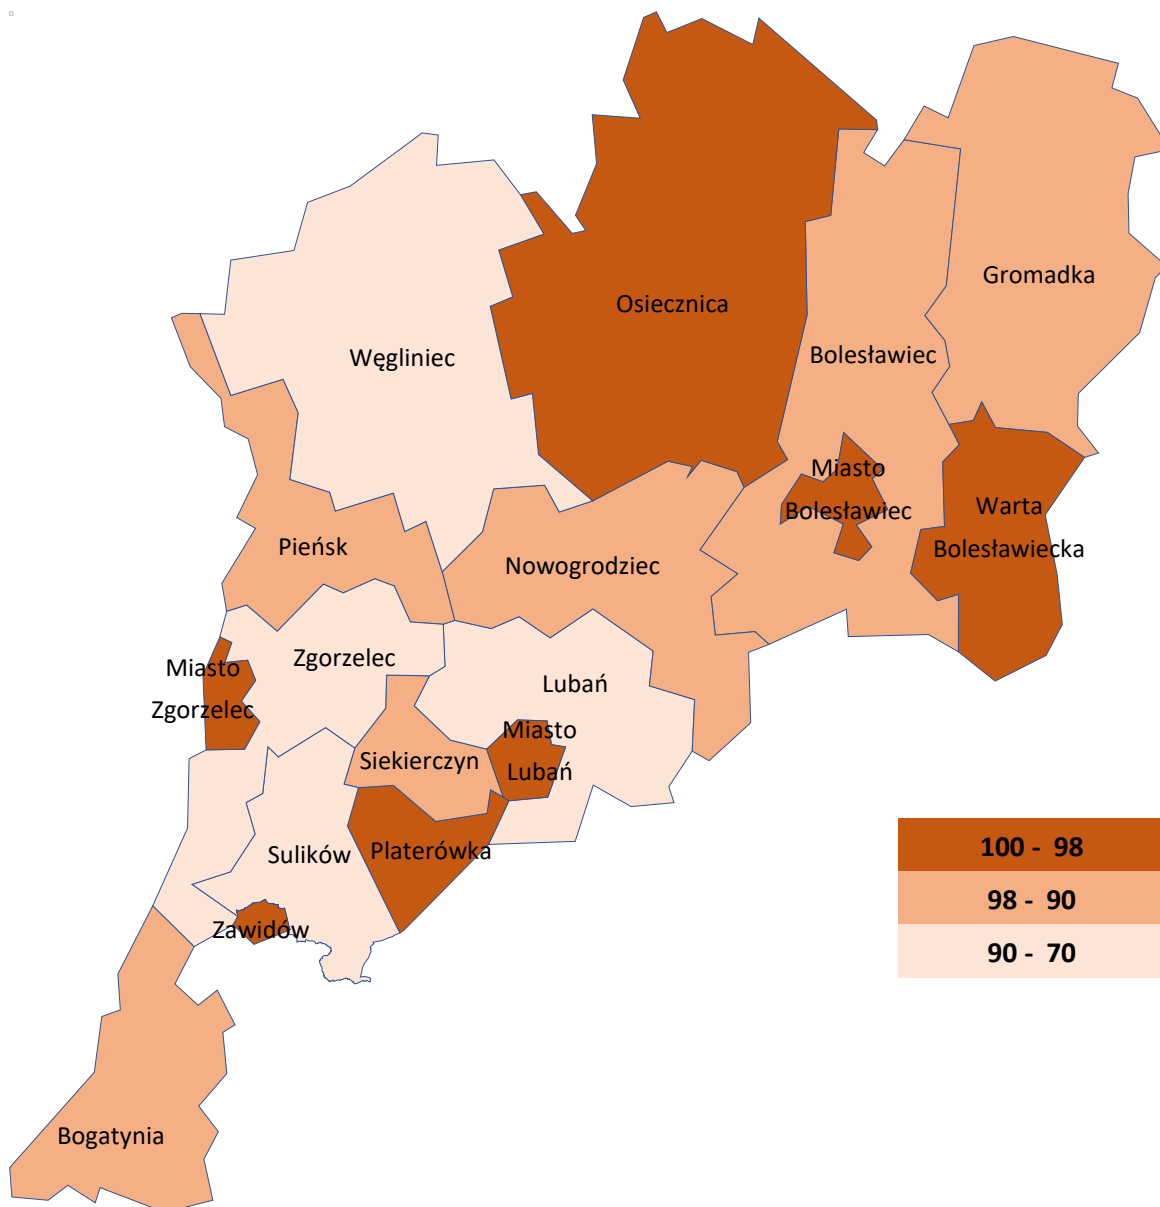 Gromadka
Osiecznica
Bolesławiec
Węgliniec
Miasto
Bolesławiec
Warta
Bolesławiecka
Pieńsk
Nowogrodziec
Zgorzelec
Miasto
Zgorzelec
Lubań
Miasto
Lubań
Siekierczyn
Sulików
Platerówka
Zawidów
Bogatynia
100 - 98
98 - 90
90 - 70